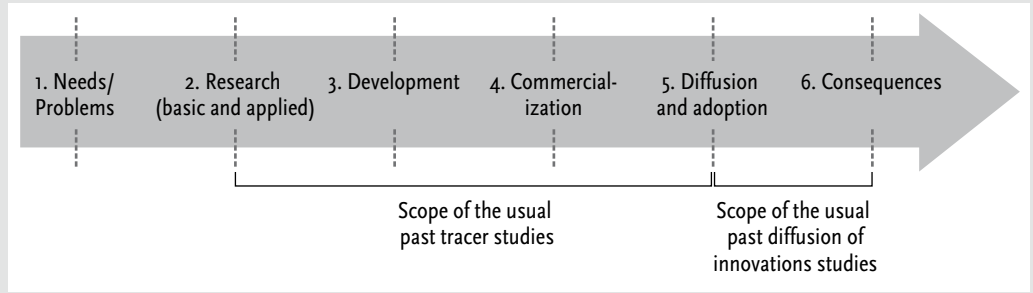 1. Needs/
Problems
2. Research
(basic and applied)
3. Development
4. Commercial-
ization
5. Diffusion
and adoption
6. Consequences
Scope of the usual
past tracer studies
Scope of the usual
past diffusion of
innovations studies